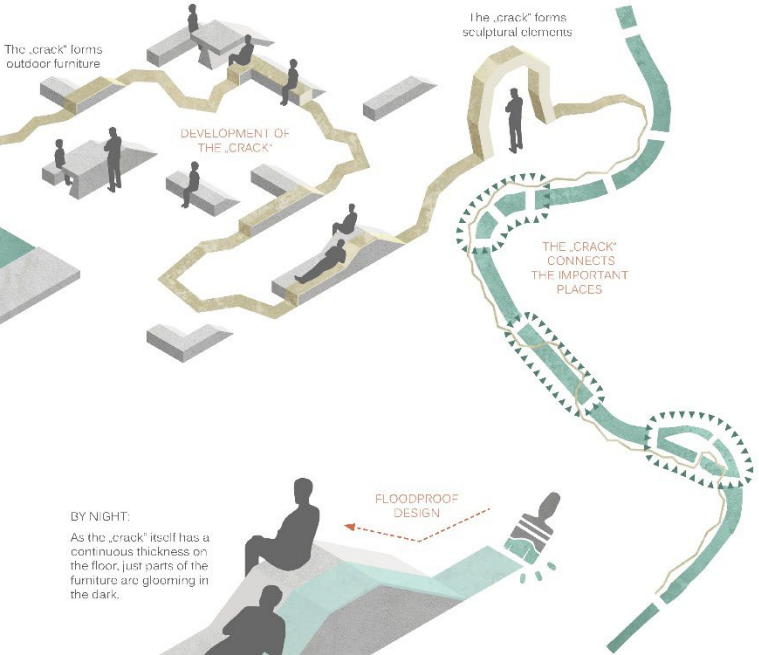 The „crack" forms
outdoor furniture
The „crack" forms
sculptural elements
DEVELOPMENT OF
THE „CRACK"
THE „CRACK"
CONNECTS
THE IMPORTANT
PLACES
FLOODPROOF
DESIGN
BY NIGHT:
As the „crack" itself has a
continuous thickness on
the floor, just parts of the
furniture are glooming in
the dark.